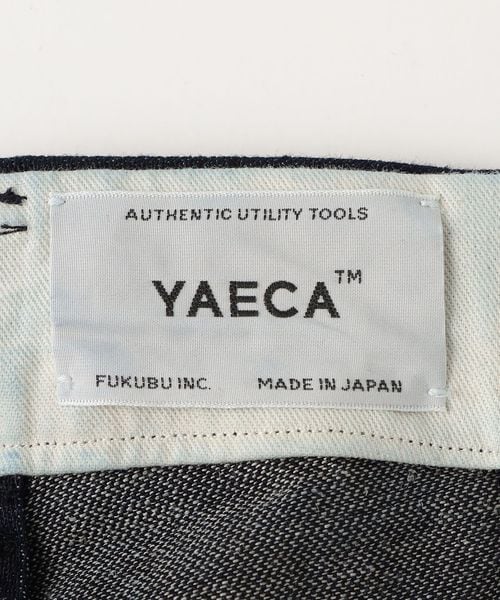 AUTHENTIC UTILITY TOOLS
YAECA™
FUKUBU INC. MADE IN JAPAN